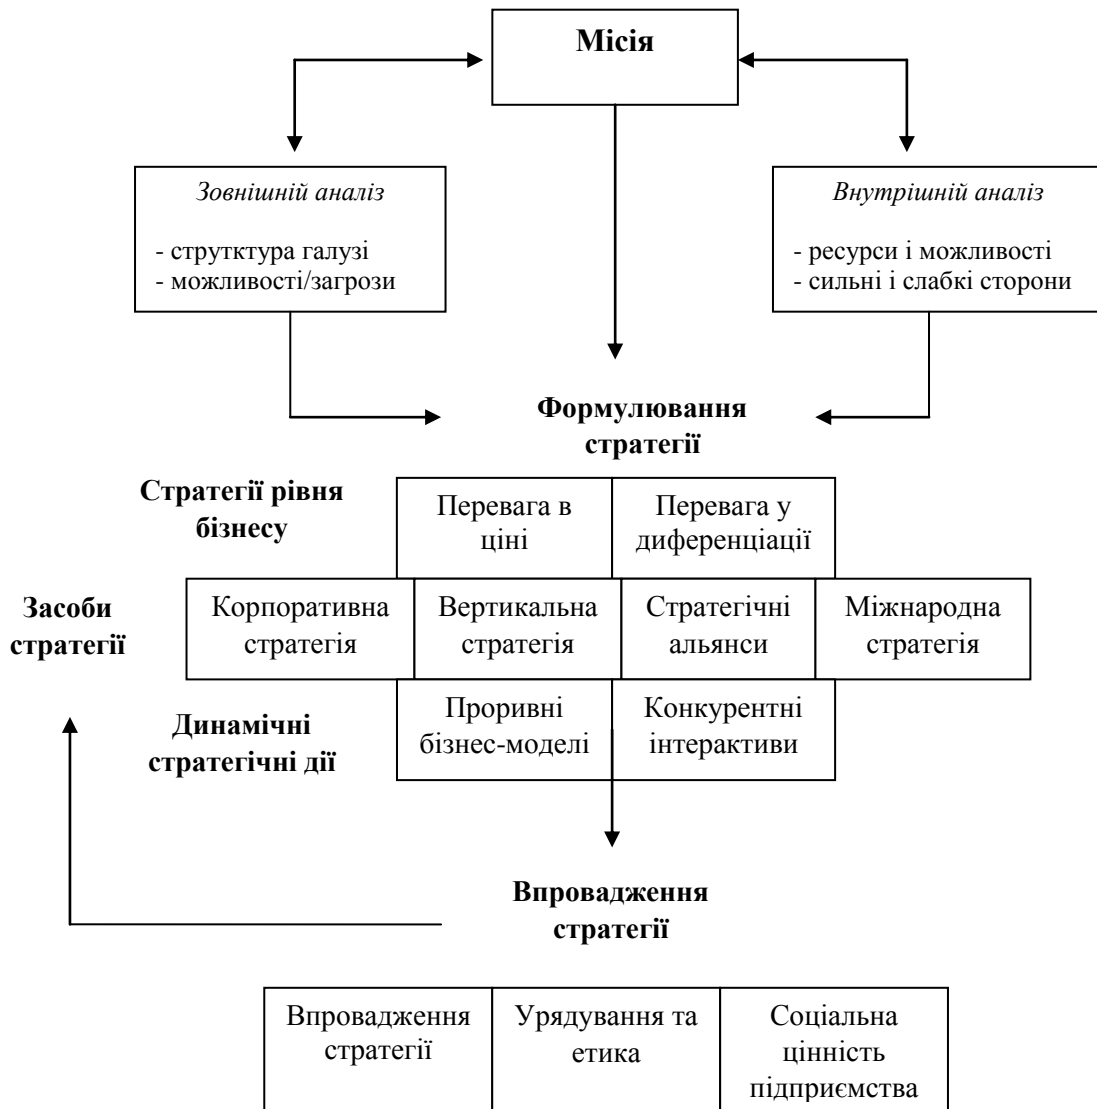 Місія
Зовнішній аналіз
- струтктура галузі
- можливості/загрози
Внутрішній аналіз
- ресурси і можливості
- сильні і слабкі сторони
Формулювання
стратегії
Стратегії рівня
бізнесу
Перевага в
ціні
Перевага у
диференціації
Засоби
стратегії
Корпоративна
стратегія
Вертикальна
стратегія
Стратегічні
альянси
Міжнародна
стратегія
Динамічні
стратегічні дії
Проривні
бізнес-моделі
Конкурентні
інтерактиви
Впровадження
стратегії
Впровадження
стратегії
Урядування та
етика
Соціальна
цінність
підприємства